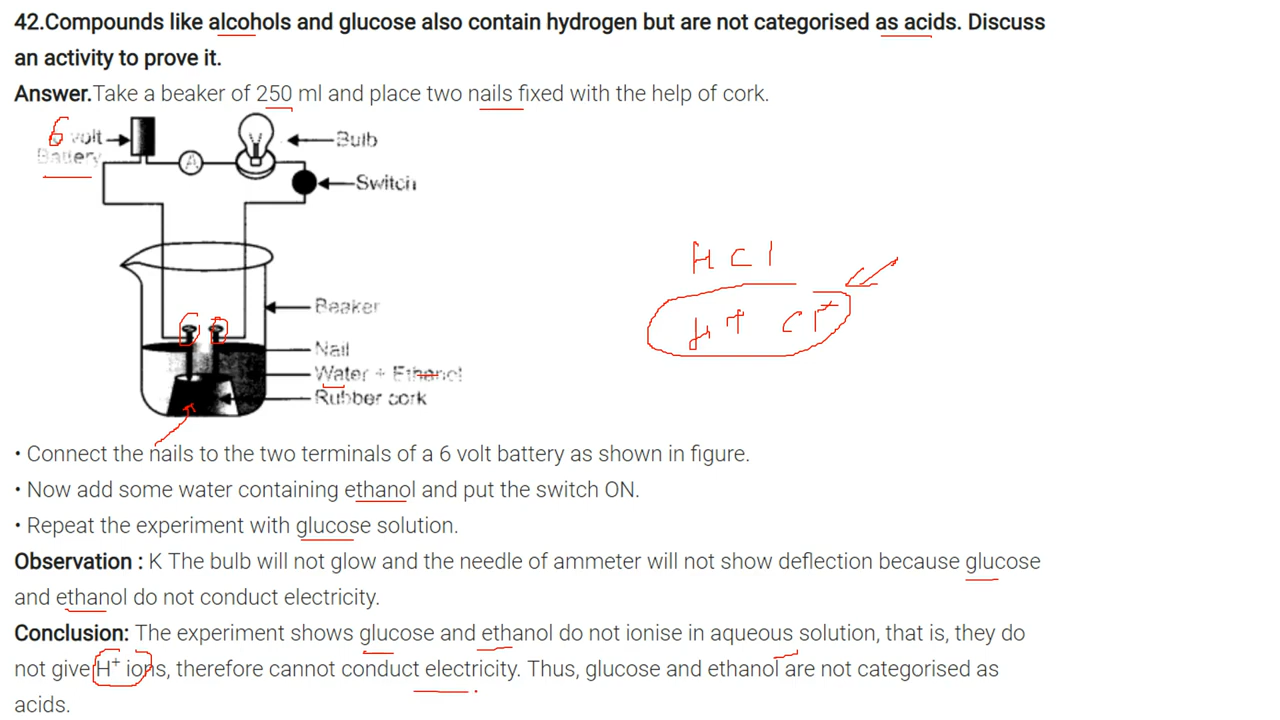 42.Compounds like alcohols and glucose also contain hydrogen but are not categorised as acids. Discuss
an activity to prove it.
Answer.Take a beaker of 250 ml and place two nails fixed with the help of cork.
6 volt
Battery
A
Bulb
Switch
HCl
H+ Cl
Beaker
Nail
Water + Ethanol
Rubber cork
• Connect the nails to the two terminals of a 6 volt battery as shown in figure.
• Now add some water containing ethanol and put the switch ON.
• Repeat the experiment with glucose solution.
Observation : K The bulb will not glow and the needle of ammeter will not show deflection because glucose
and ethanol do not conduct electricity.
Conclusion: The experiment shows glucose and ethanol do not ionise in aqueous solution, that is, they do
not give H⁺ ions, therefore cannot conduct electricity. Thus, glucose and ethanol are not categorised as
acids.